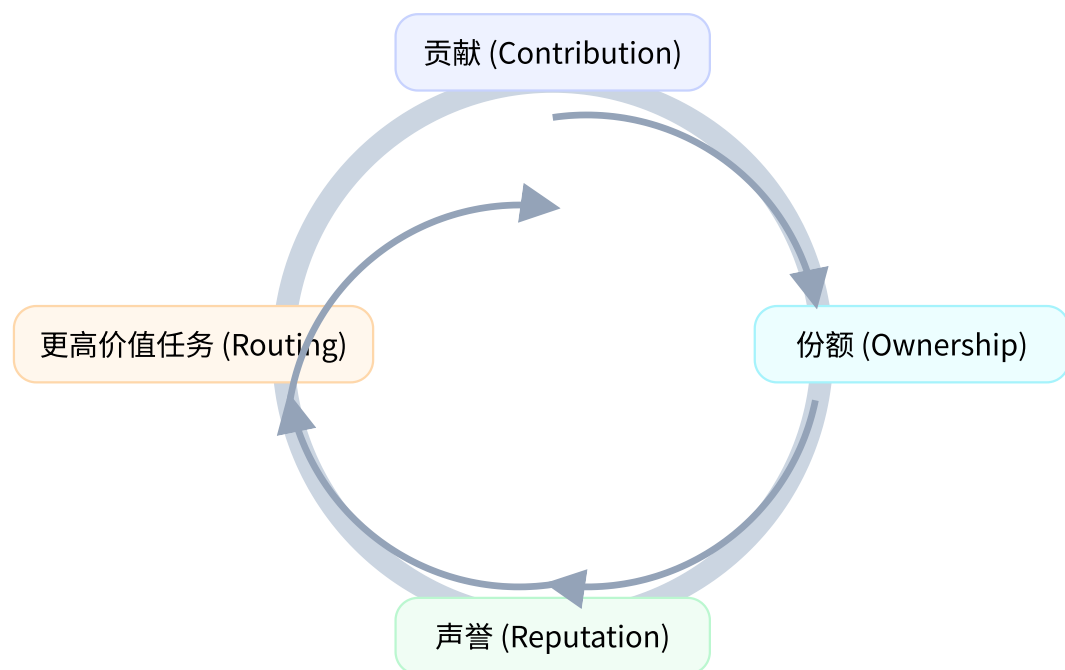 贡献 (Contribution)
更高价值任务 (Routing)
份额 (Ownership)
声誉 (Reputation)